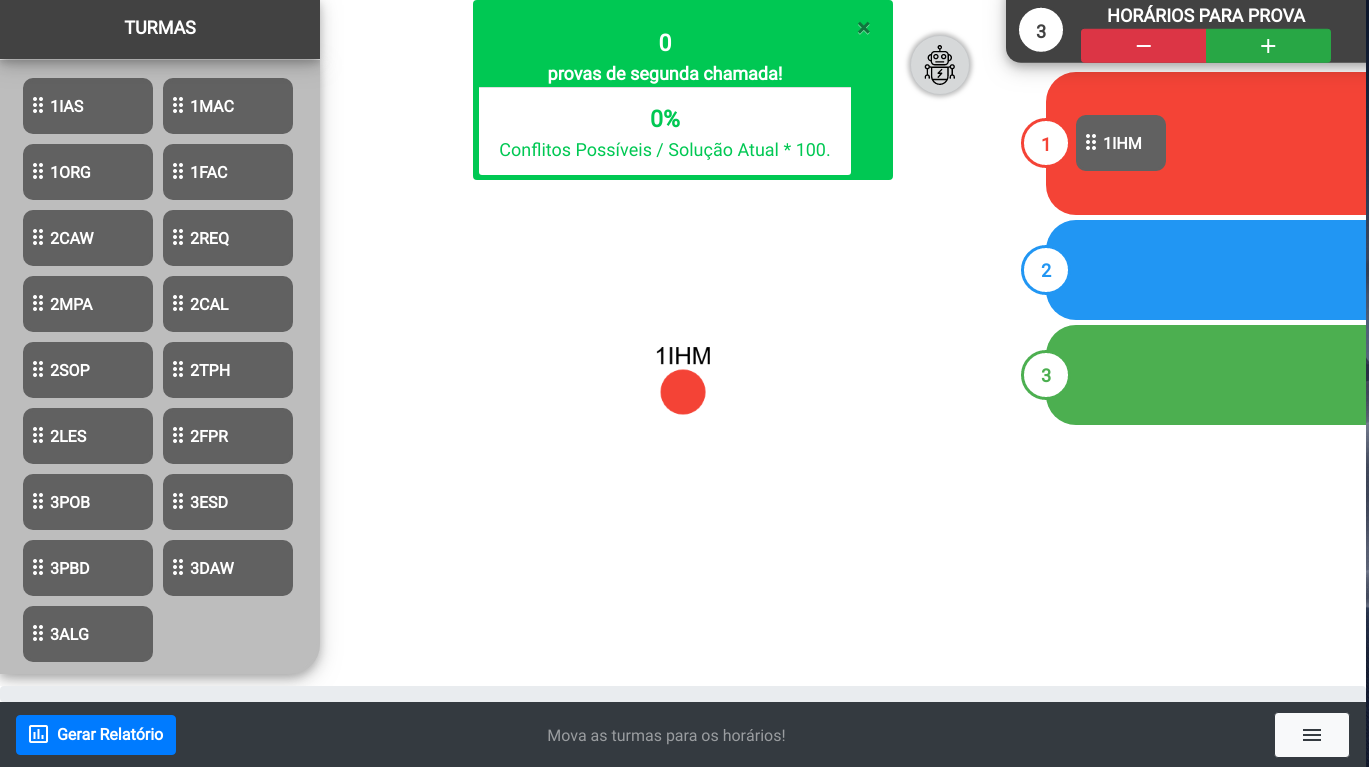 TURMAS
1IAS
1MAC
1ORG
1FAC
2CAW
2REQ
2MPA
2CAL
2SOP
2TPH
2LES
2FPR
3POB
3ESD
3PBD
3DAW
3ALG
×
0
provas de segunda chamada!
0%
Conflitos Possíveis / Solução Atual * 100.
1IHM
3
HORÁRIOS PARA PROVA
− +
1
1IHM
2
3
Gerar Relatório
Mova as turmas para os horários!